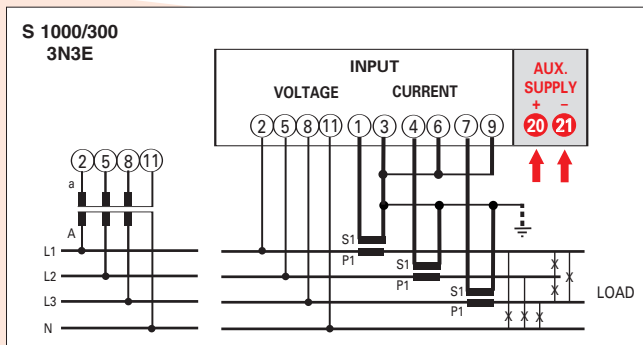 S 1000/300
3N3E
INPUT
VOLTAGE CURRENT
AUX.
SUPPLY
+ –
2 5 8 11 1 3 4 6 7 9 20 21
2 5 8 11
a
A
S1
P1
S1
P1
S1
P1
L1
L2
L3
N
LOAD